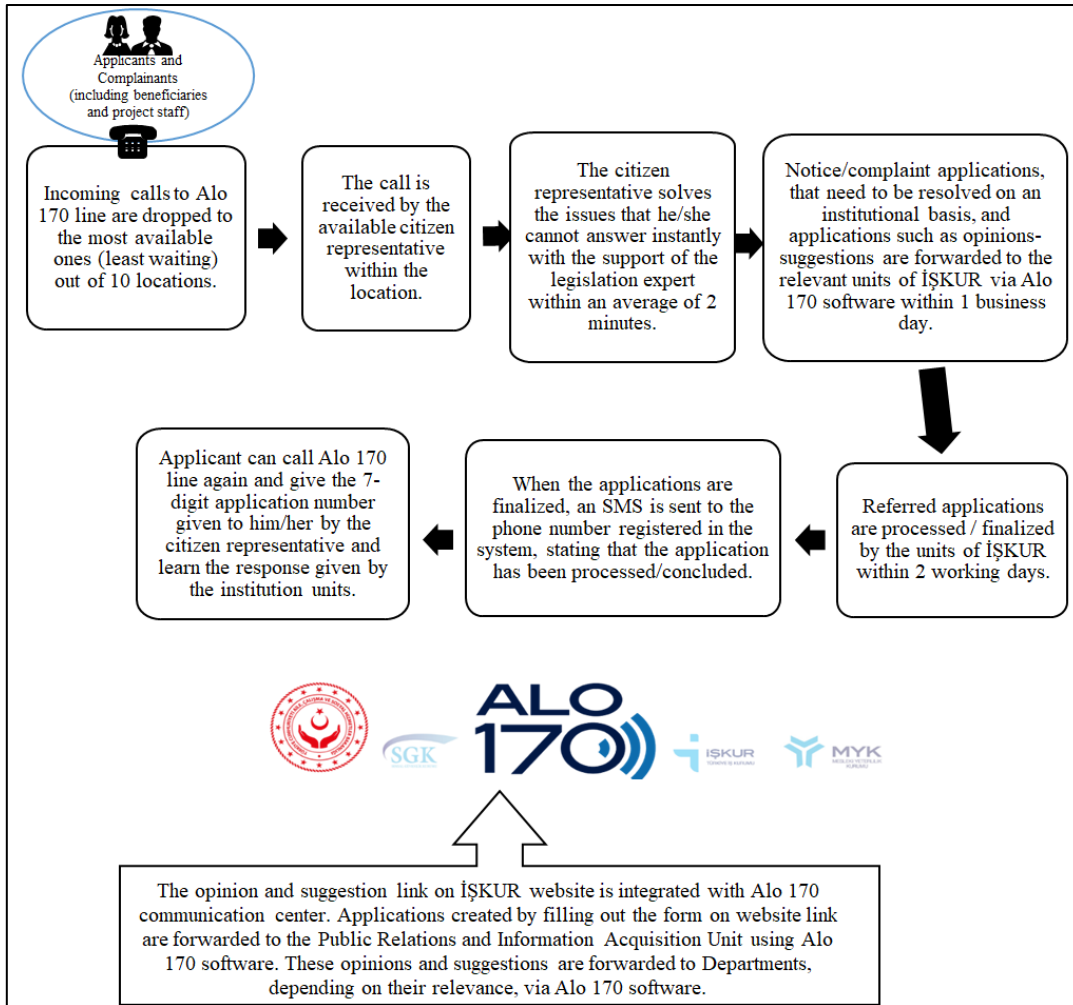 Applicants and
Complainants
(including beneficiaries
and project staff)
Incoming calls to Alo
170 line are dropped to
the most available
ones (least waiting)
out of 10 locations.
The call is
received by the
available citizen
representative
within the
location.
The citizen
representative solves
the issues that he/she
cannot answer instantly
with the support of the
legislation expert
within an average of 2
minutes.
Notice/complaint applications,
that need to be resolved on an
institutional basis, and
applications such as opinions-
suggestions are forwarded to the
relevant units of İŞKUR via Alo
170 software within 1 business
day.
Referred applications
are processed / finalized
by the units of İŞKUR
within 2 working days.
When the applications are
finalized, an SMS is sent to the
phone number registered in the
system, stating that the application
has been processed/concluded.
Applicant can call Alo 170
line again and give the 7-
digit application number
given to him/her by the
citizen representative and
learn the response given by
the institution units.
SGK
ALO
170
İŞKUR
TÜRKİYE İŞ KURUMU
MYK
MESLEKİ YETERLİLİK
KURUMU
The opinion and suggestion link on İŞKUR website is integrated with Alo 170
communication center. Applications created by filling out the form on website link
are forwarded to the Public Relations and Information Acquisition Unit using Alo
170 software. These opinions and suggestions are forwarded to Departments,
depending on their relevance, via Alo 170 software.